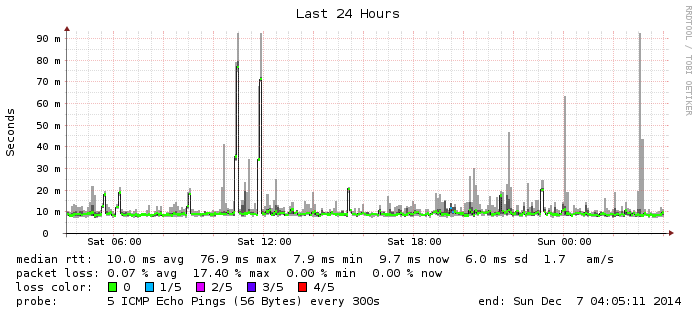 Last 24 Hours
RRDTOOL / TOBI OETIKER
Seconds
90 m
80 m
70 m
60 m
50 m
40 m
30 m
20 m
10 m
0
Sat 06:00 Sat 12:00 Sat 18:00 Sun 00:00
median rtt: 10.0 ms avg 76.9 ms max 7.9 ms min 9.7 ms now 6.0 ms sd 1.7 am/s
packet loss: 0.07 % avg 17.40 % max 0.00 % min 0.00 % now
loss color: 0 1/5 2/5 3/5 4/5
probe: 5 ICMP Echo Pings (56 Bytes) every 300s end: Sun Dec 7 04:05:11 2014